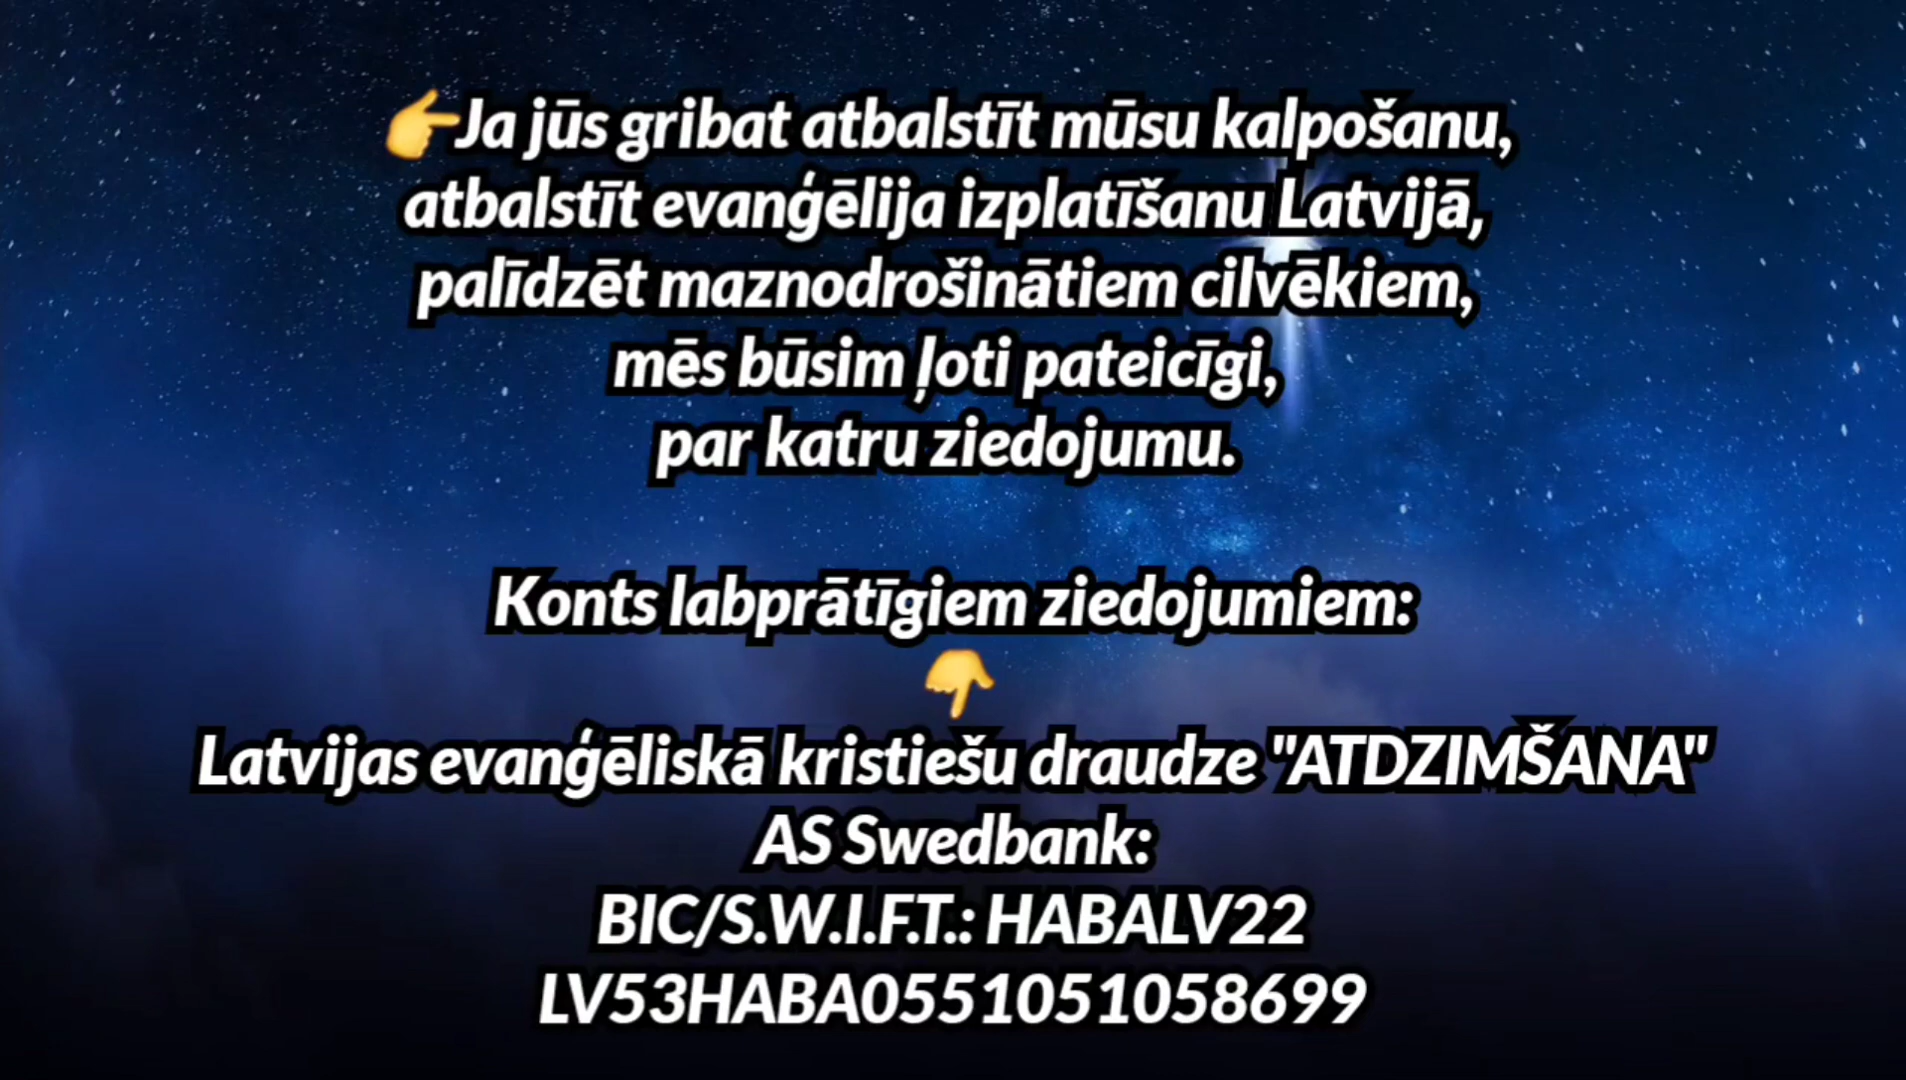 👉Ja jūs gribat atbalstīt mūsu kalpošanu,
atbalstīt evanģēlija izplatīšanu Latvijā,
palīdzēt maznodrošinātiem cilvēkiem,
mēs būsim ļoti pateicīgi,
par katru ziedojumu.
Konts labprātīgiem ziedojumiem:
👇
Latvijas evanģēliskā kristiešu draudze "ATDZIMŠANA"
AS Swedbank:
BIC/S.W.I.F.T.: HABALV22
LV53HABA0551051058699